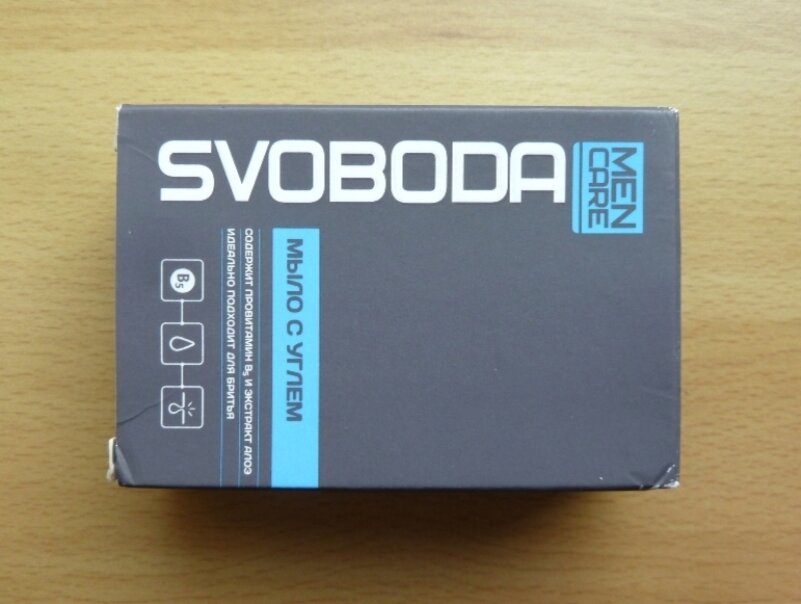 SVOBODA
MEN
CARE
МЫЛО С УГЛЕМ
СОДЕРЖИТ ПРОВИТАМИН B5 И ЭКСТРАКТ АЛОЭ
ИДЕАЛЬНО ПОДХОДИТ ДЛЯ БРИТЬЯ
B5